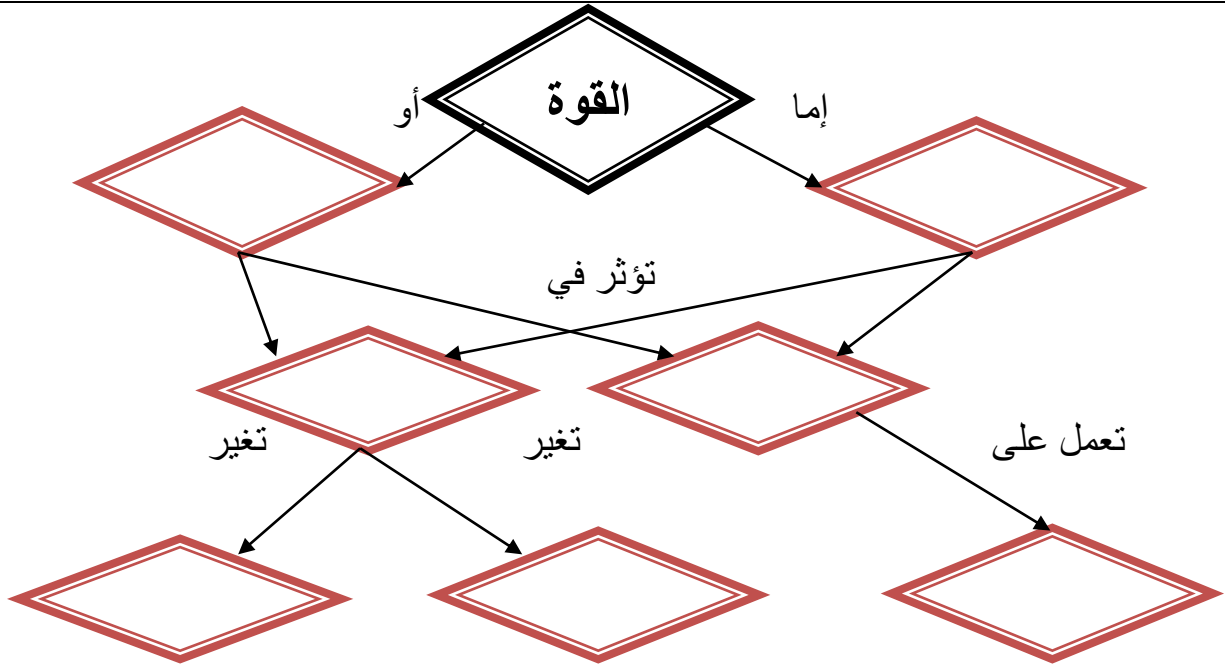 القوة
إما
أو
تؤثر في
تعمل على
تغير
تغير